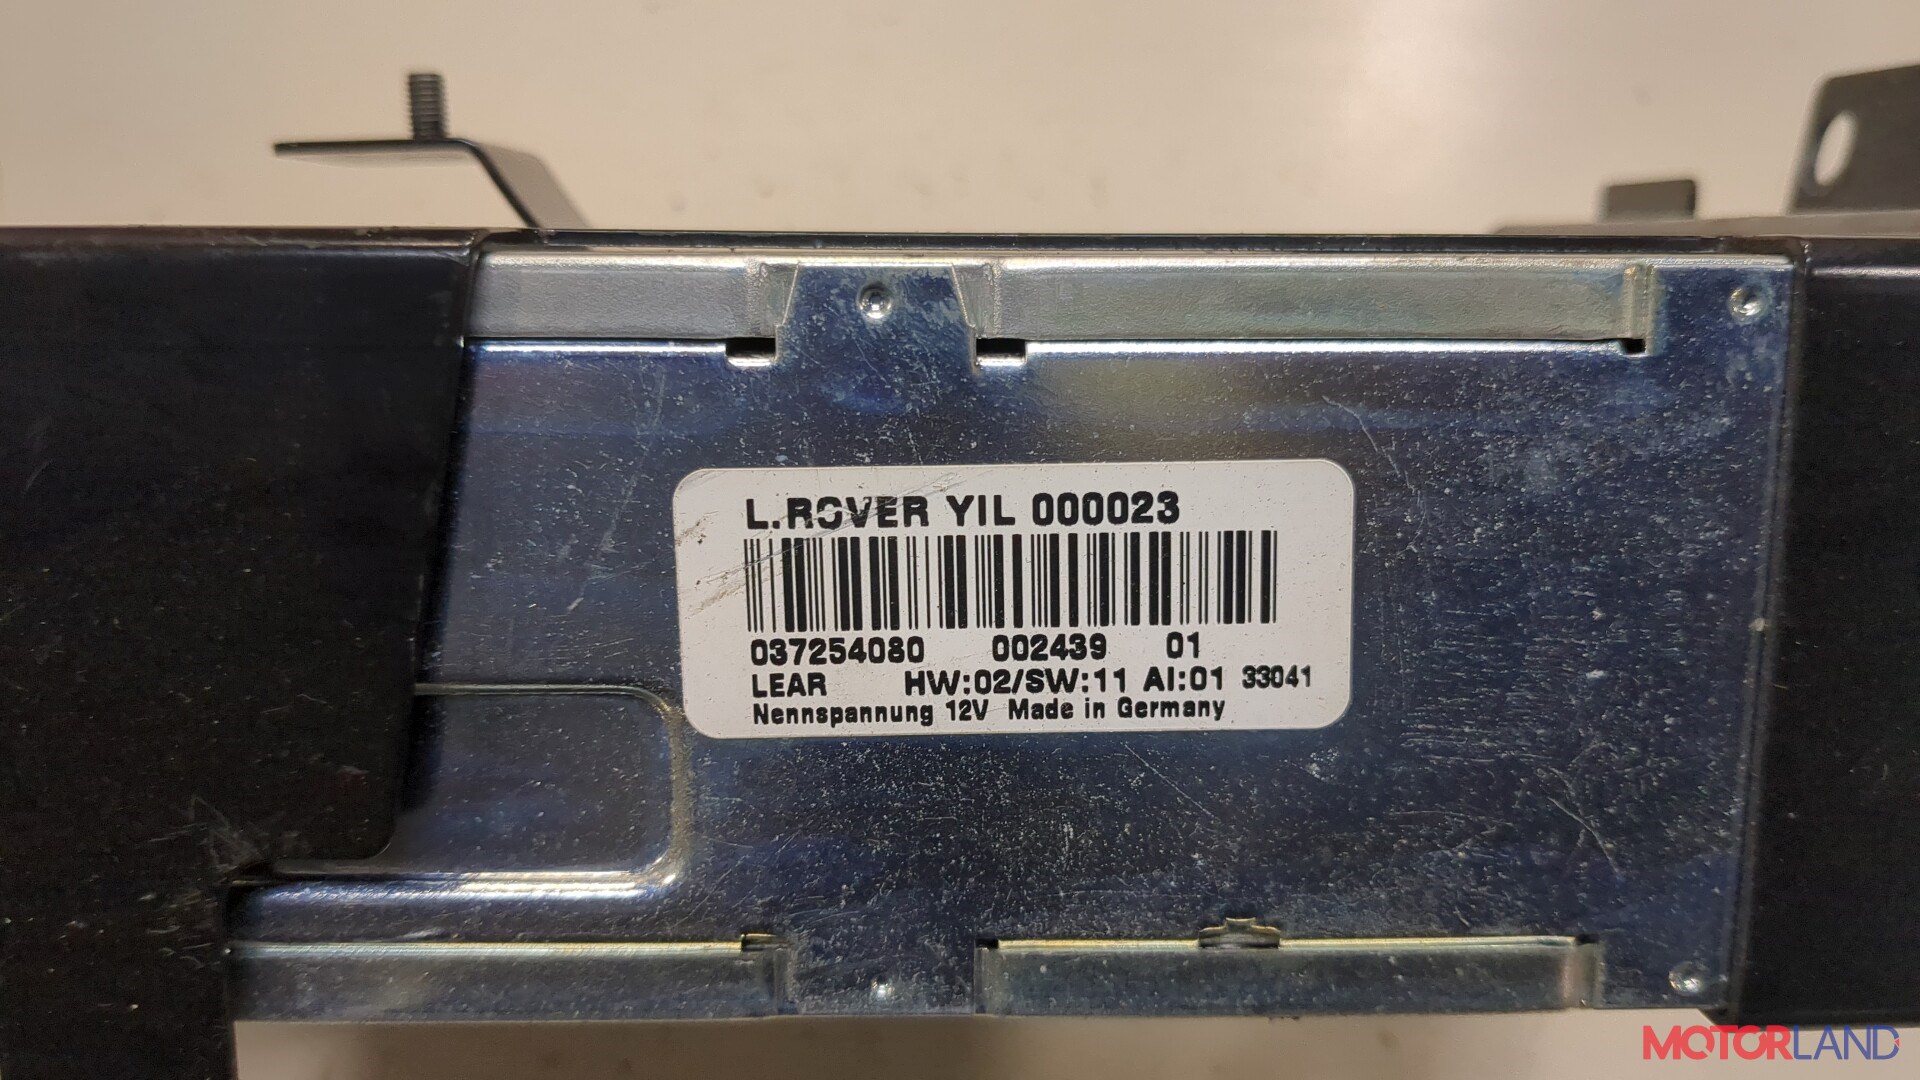 L.ROVER YIL 000023
037254080 002439 01
LEAR HW:02/SW:11 AI:01 33041
Nennspannung 12V Made in Germany
MOTORLAND